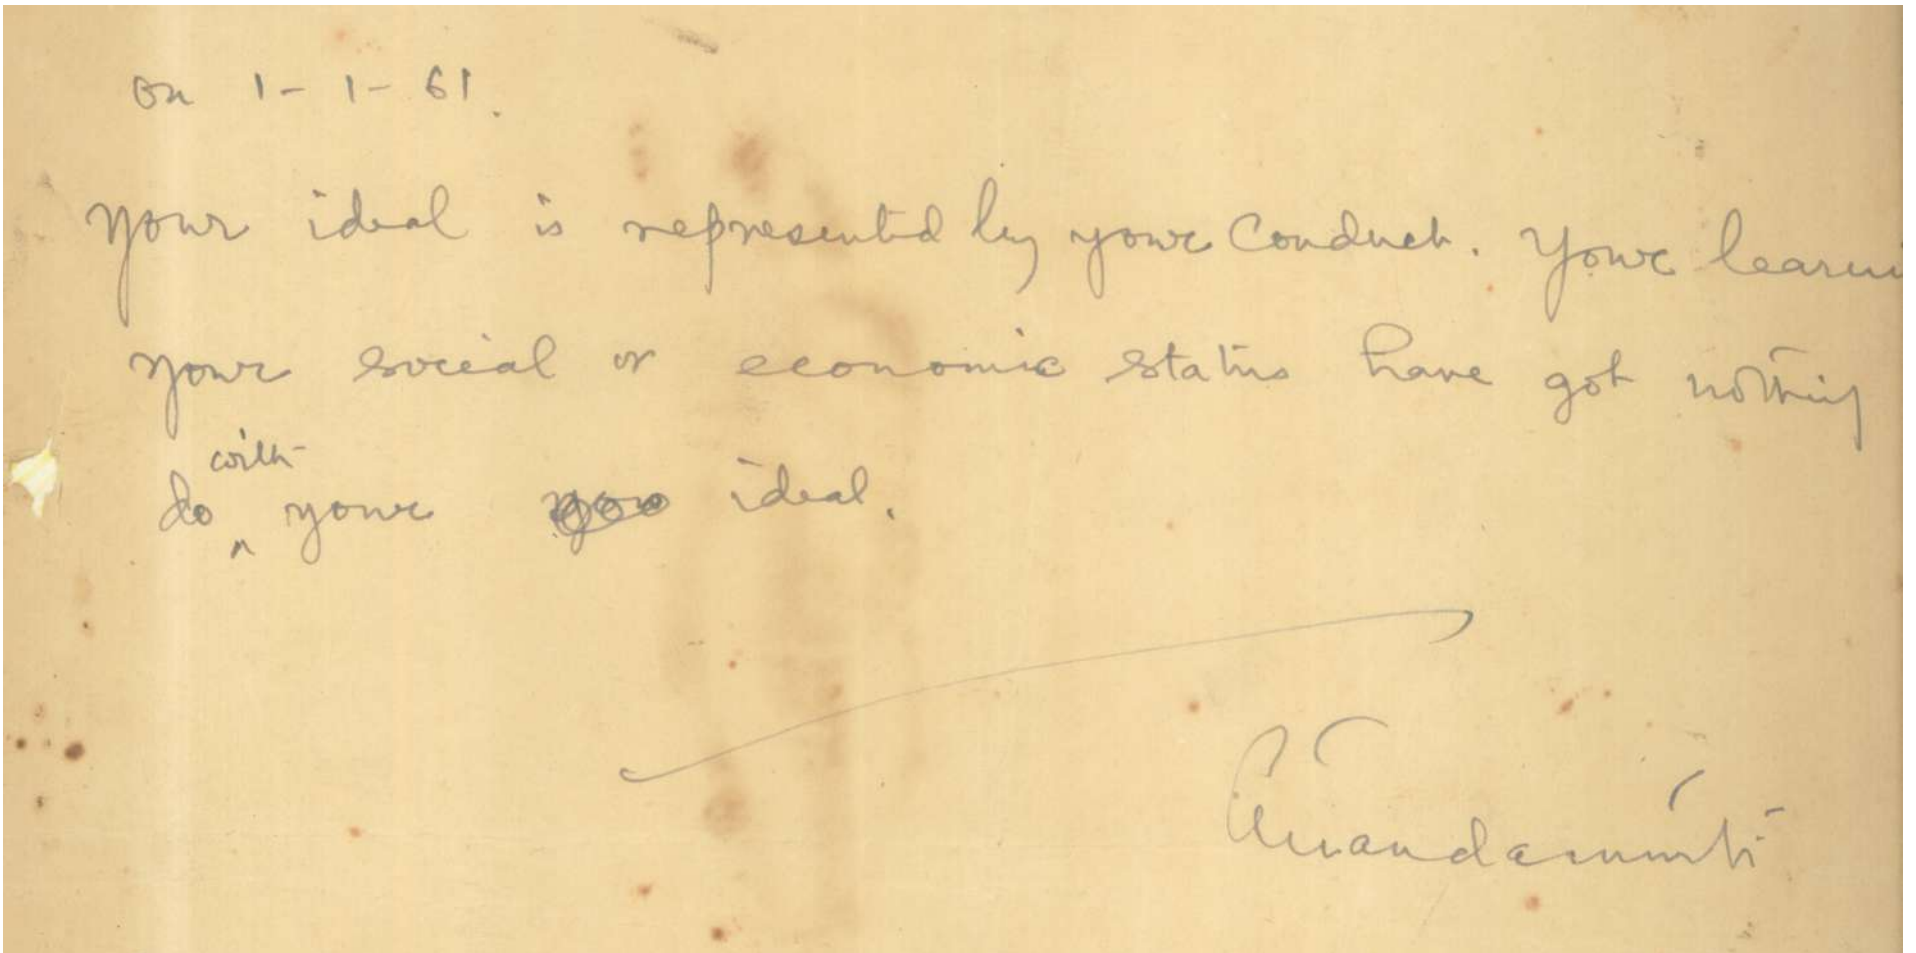 On 1-1-61.
Your ideal is represented by your conduct. Your learni
your social or economic status have got nothing
do with your ideal.
Anandamurti